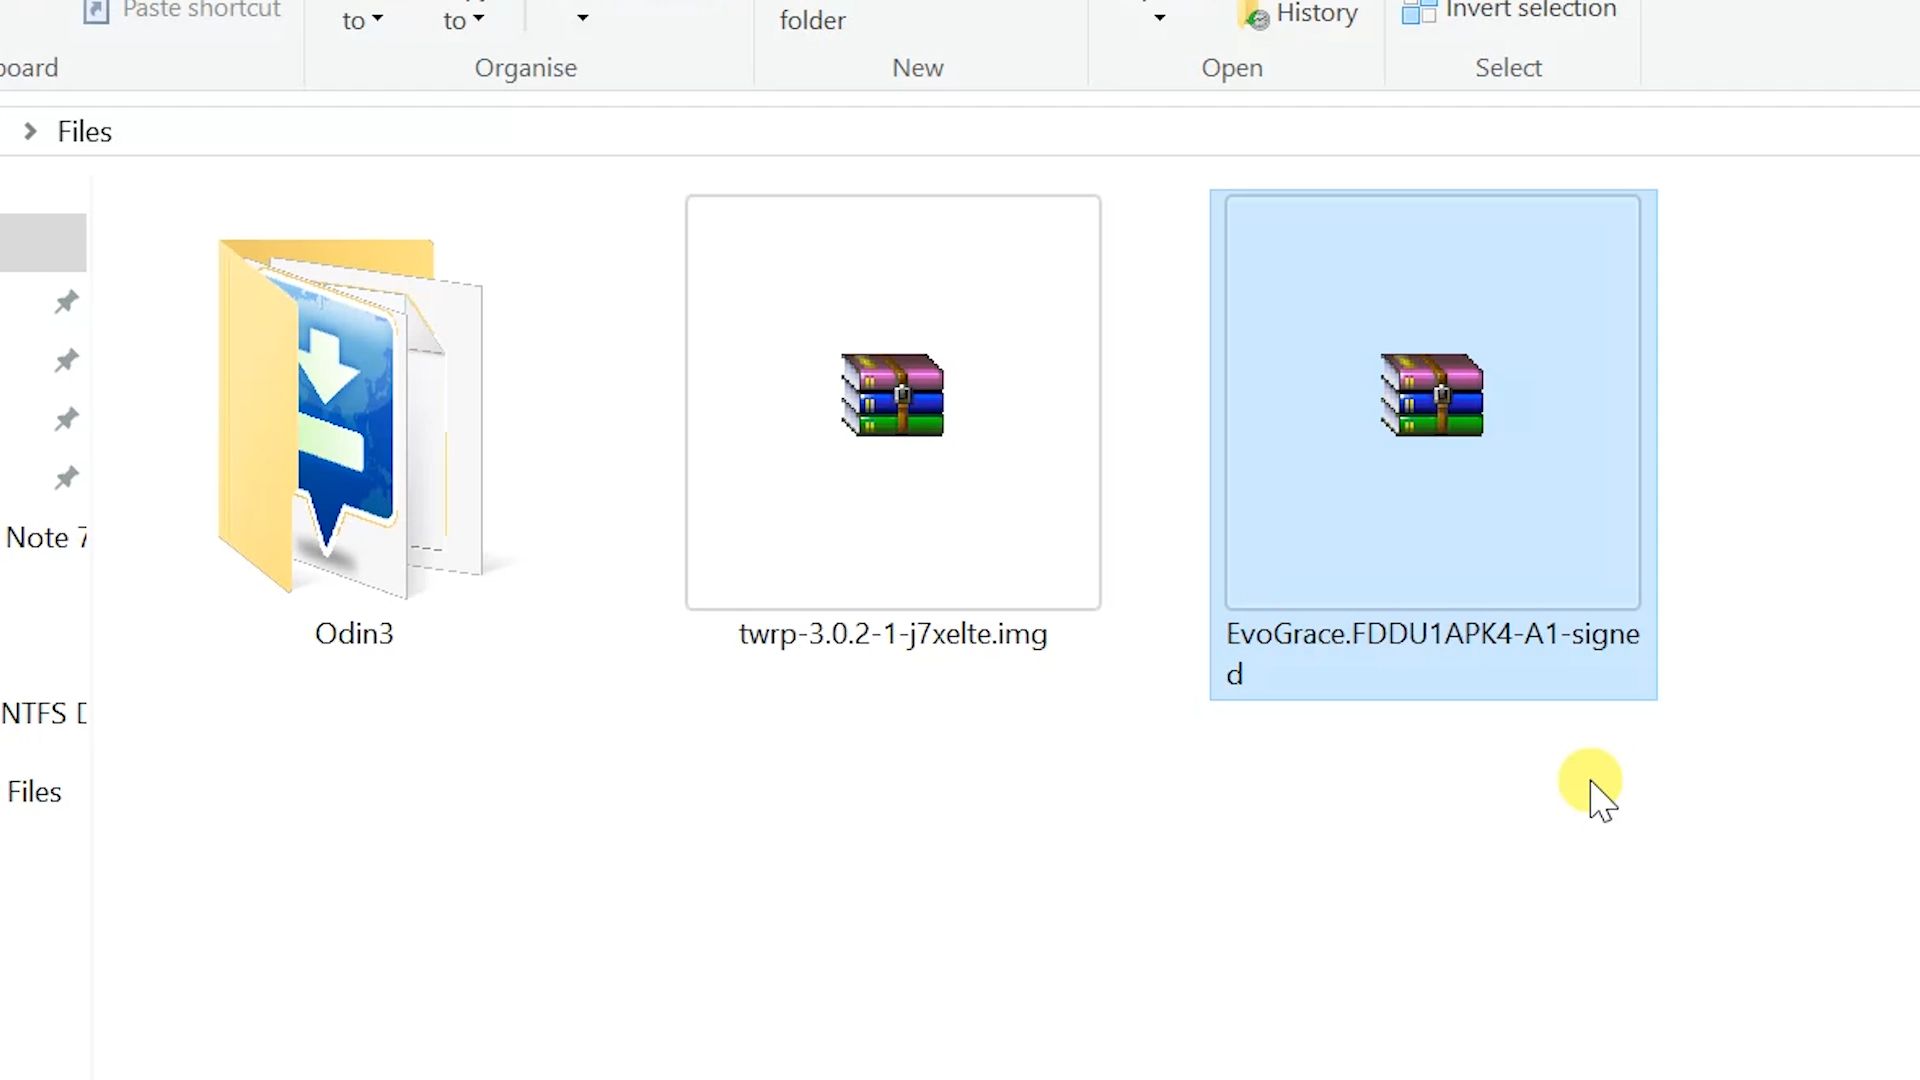 Paste shortcut
to
to
folder
History
Invert selection
board
Organise
New
Open
Select
Files
Note 7
NTFS
Files
Odin3
twrp-3.0.2-1-j7xelte.img
EvoGrace.FDDU1APK4-A1-signe
d